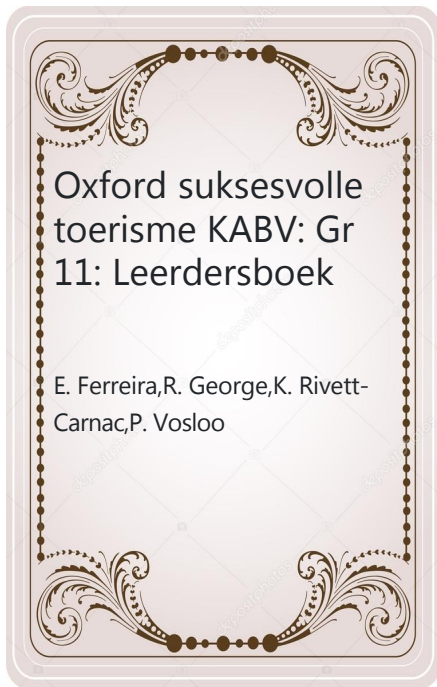 Oxford suksesvolle
toerisme KABV: Gr
11: Leerdersboek
E. Ferreira,R. George,K. Rivett-
Carnac,P. Vosloo